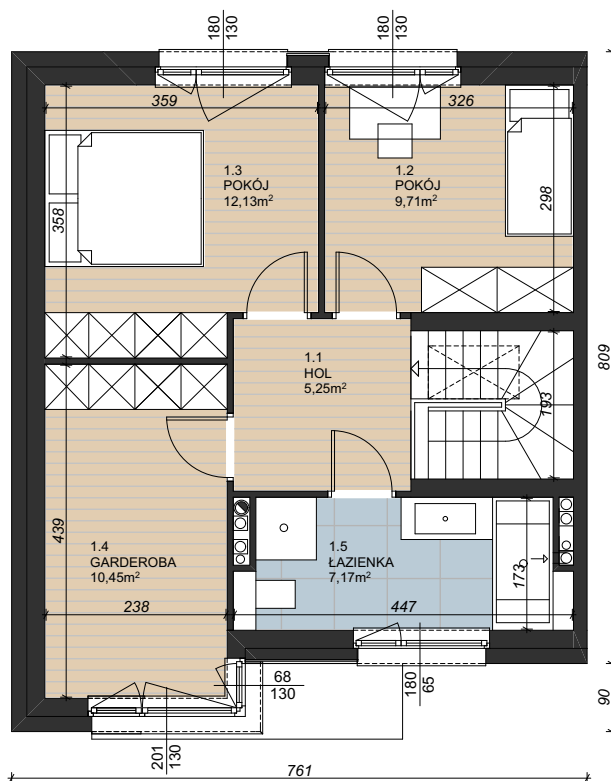 180
130
180
130
359
326
1.3
POKÓJ
12,13m²
1.2
POKÓJ
9,71m²
358
298
1.1
HOL
5,25m²
809
193
439
1.4
GARDEROBA
10,45m²
1.5
ŁAZIENKA
7,17m²
173
238
447
68
130
180
65
90
201
130
761